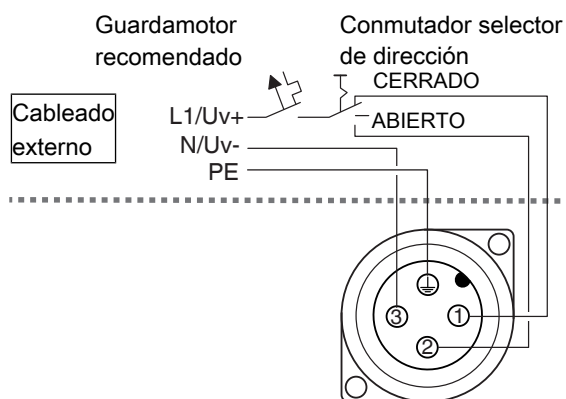 Guardamotor
recomendado
Conmutador selector
de dirección
CERRADO
ABIERTO
Cableado
externo
L1/Uv+
N/Uv-
PE
3
1
2